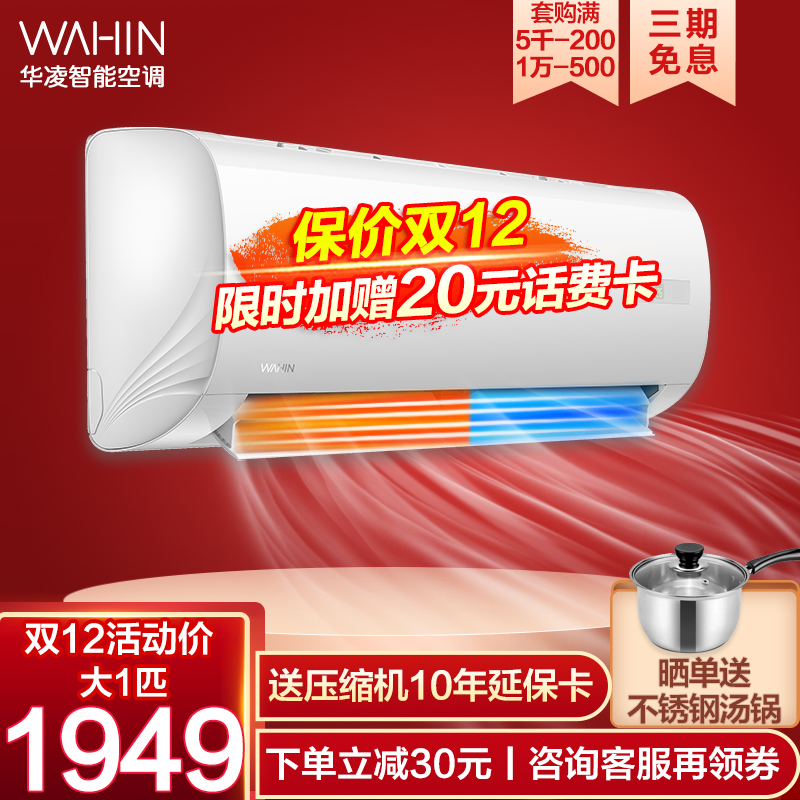 WAHIN
华凌智能空调
套购满
5千-200
1万-500
三期
免息
保价双12
限时加赠20元话费卡
WAHIN
双12活动价
大1匹
1949
送压缩机10年延保卡
下单立减30元丨咨询客服再领券
晒单送
不锈钢汤锅